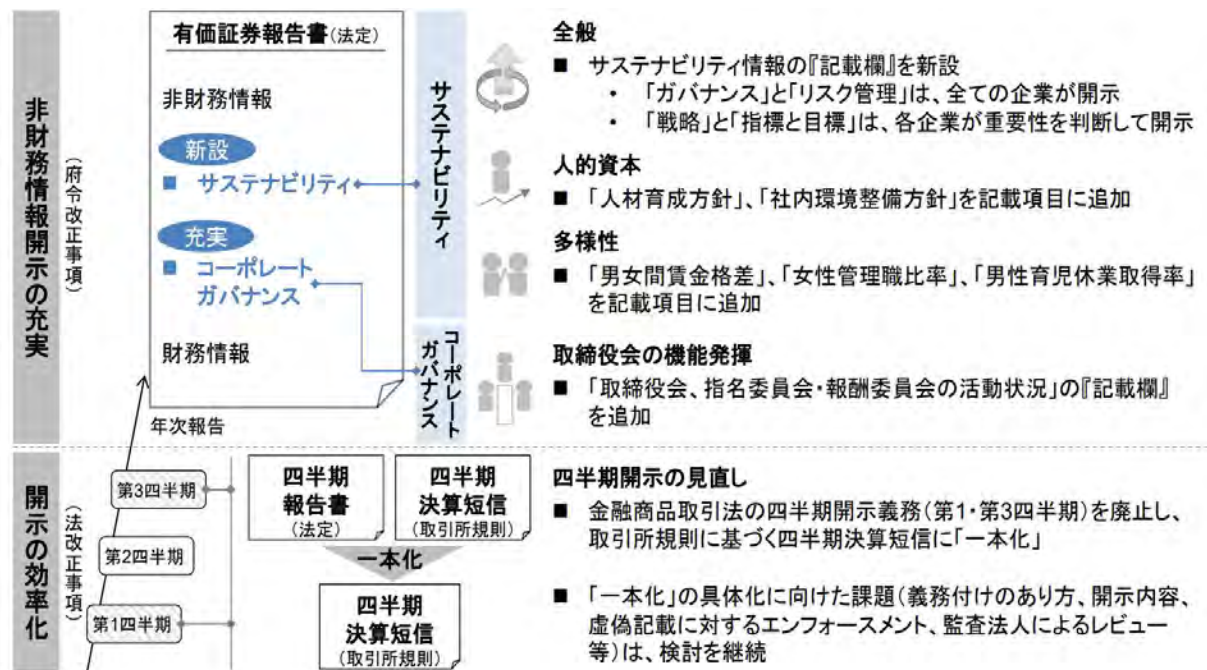 非財務情報開示の充実
（府令改正事項）
有価証券報告書(法定)
非財務情報
新設
■ サステナビリティ
充実
■ コーポレート
ガバナンス
財務情報
年次報告
サステナビリティ
コーポレート
ガバナンス
全般
■ サステナビリティ情報の『記載欄』を新設
・ 「ガバナンス」と「リスク管理」は、全ての企業が開示
・ 「戦略」と「指標と目標」は、各企業が重要性を判断して開示
人的資本
■ 「人材育成方針」、「社内環境整備方針」を記載項目に追加
多様性
■ 「男女間賃金格差」、「女性管理職比率」、「男性育児休業取得率」
を記載項目に追加
取締役会の機能発揮
■ 「取締役会、指名委員会・報酬委員会の活動状況」の『記載欄』
を追加
開示の効率化
（法改正事項）
第3四半期
第2四半期
第1四半期
四半期
報告書
(法定)
四半期
決算短信
(取引所規則)
一本化
四半期
決算短信
(取引所規則)
四半期開示の見直し
■ 金融商品取引法の四半期開示義務(第1・第3四半期)を廃止し、
取引所規則に基づく四半期決算短信に「一本化」
■ 「一本化」の具体化に向けた課題(義務付けのあり方、開示内容、
虚偽記載に対するエンフォースメント、監査法人によるレビュー
等)は、検討を継続